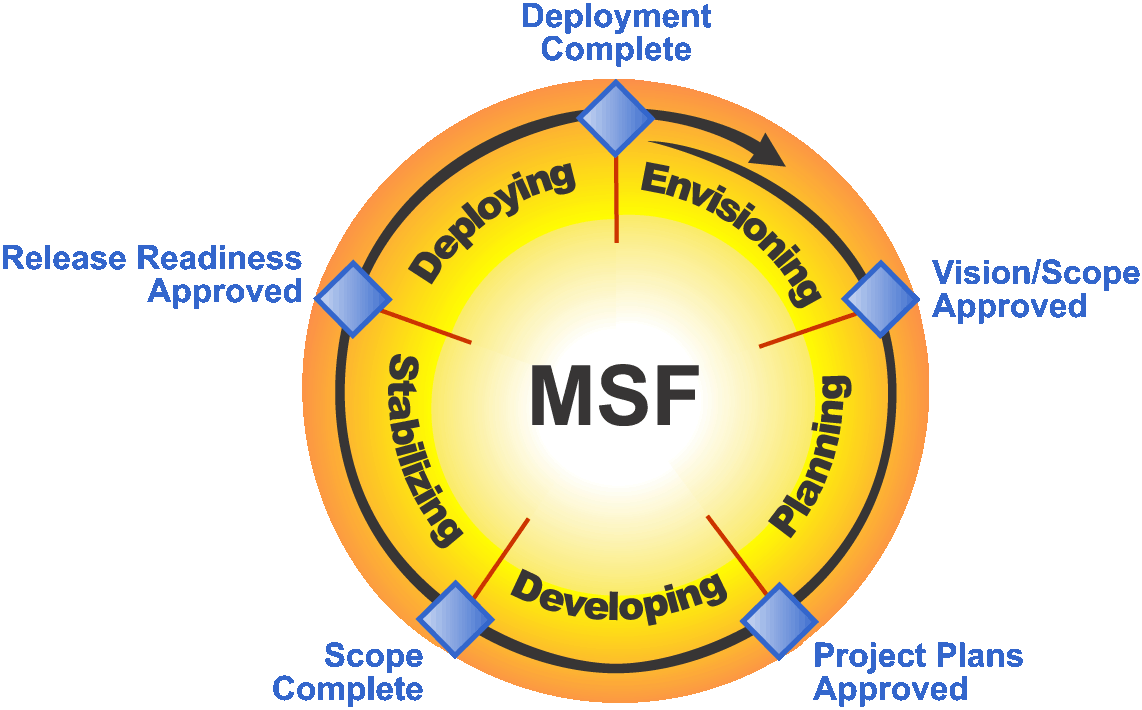 Deployment
Complete
Deploying
Envisioning
Release Readiness
Approved
Vision/Scope
Approved
MSF
Stabilizing
Planning
Developing
Scope
Complete
Project Plans
Approved